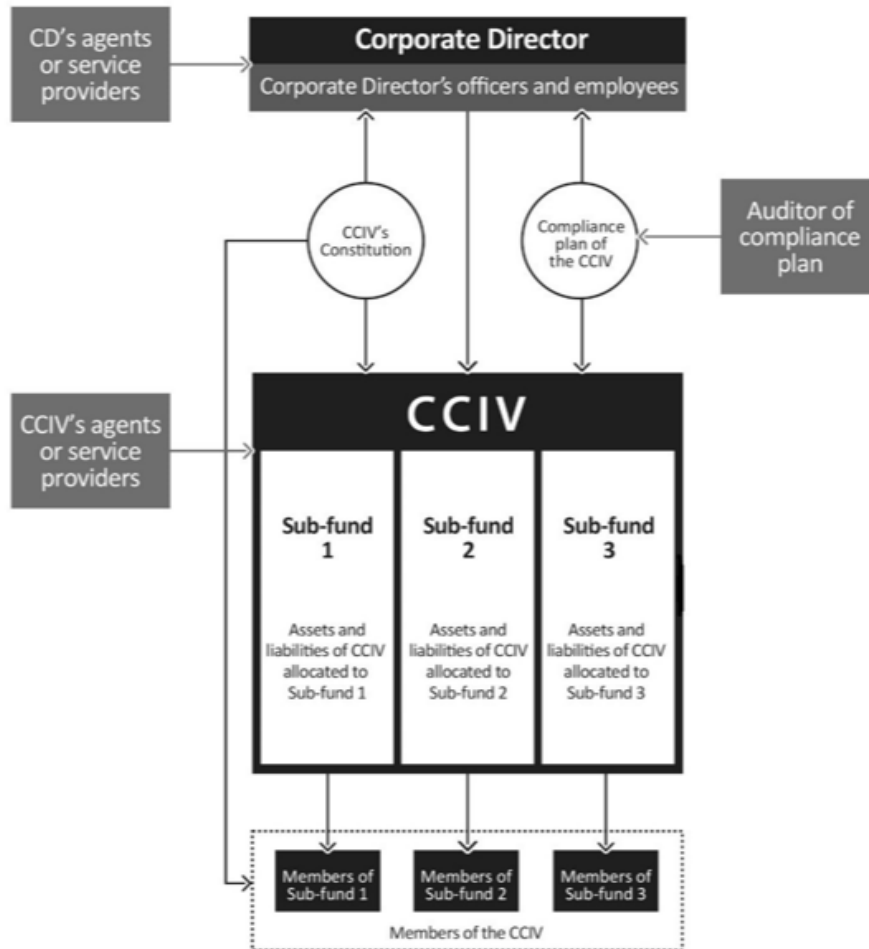 CD's agents
or service
providers
Corporate Director
Corporate Director's officers and employees
CCIV's
Constitution
Compliance
plan of
the CCIV
Auditor of
compliance
plan
CCIV's agents
or service
providers
CCIV
Sub-fund
1
Sub-fund
2
Sub-fund
3
Assets and
liabilities of CCIV
allocated to
Sub-fund 1
Assets and
liabilities of CCIV
allocated to
Sub-fund 2
Assets and
liabilities of CCIV
allocated to
Sub-fund 3
Members of
Sub-fund 1
Members of
Sub-fund 2
Members of
Sub-fund 3
Members of the CCIV